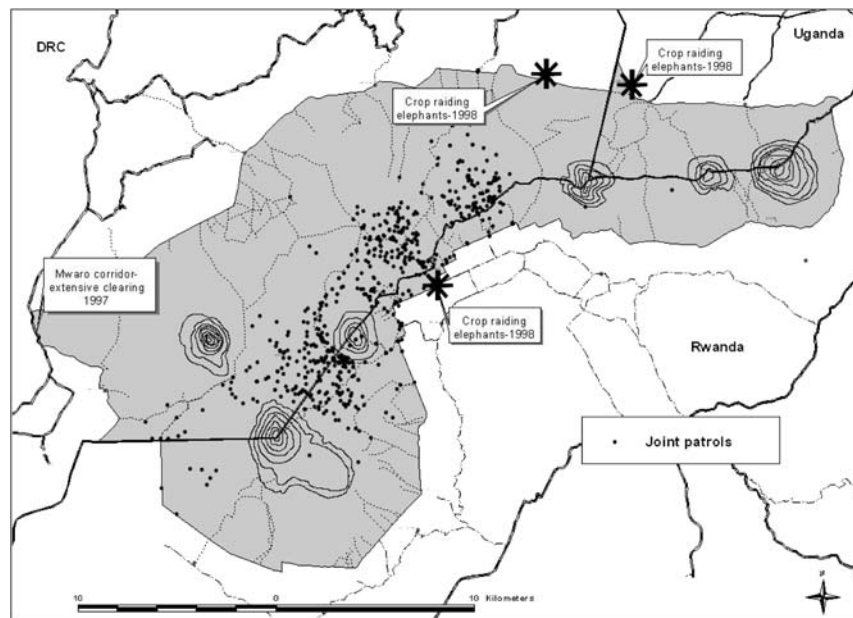 DRC
Uganda
Crop raiding
elephants-1998
Crop raiding
elephants-1998
Mwaro corridor-
extensive clearing
1997
Crop raiding
elephants-1998
Rwanda
Joint patrols
10 0 10 Kilometers
N